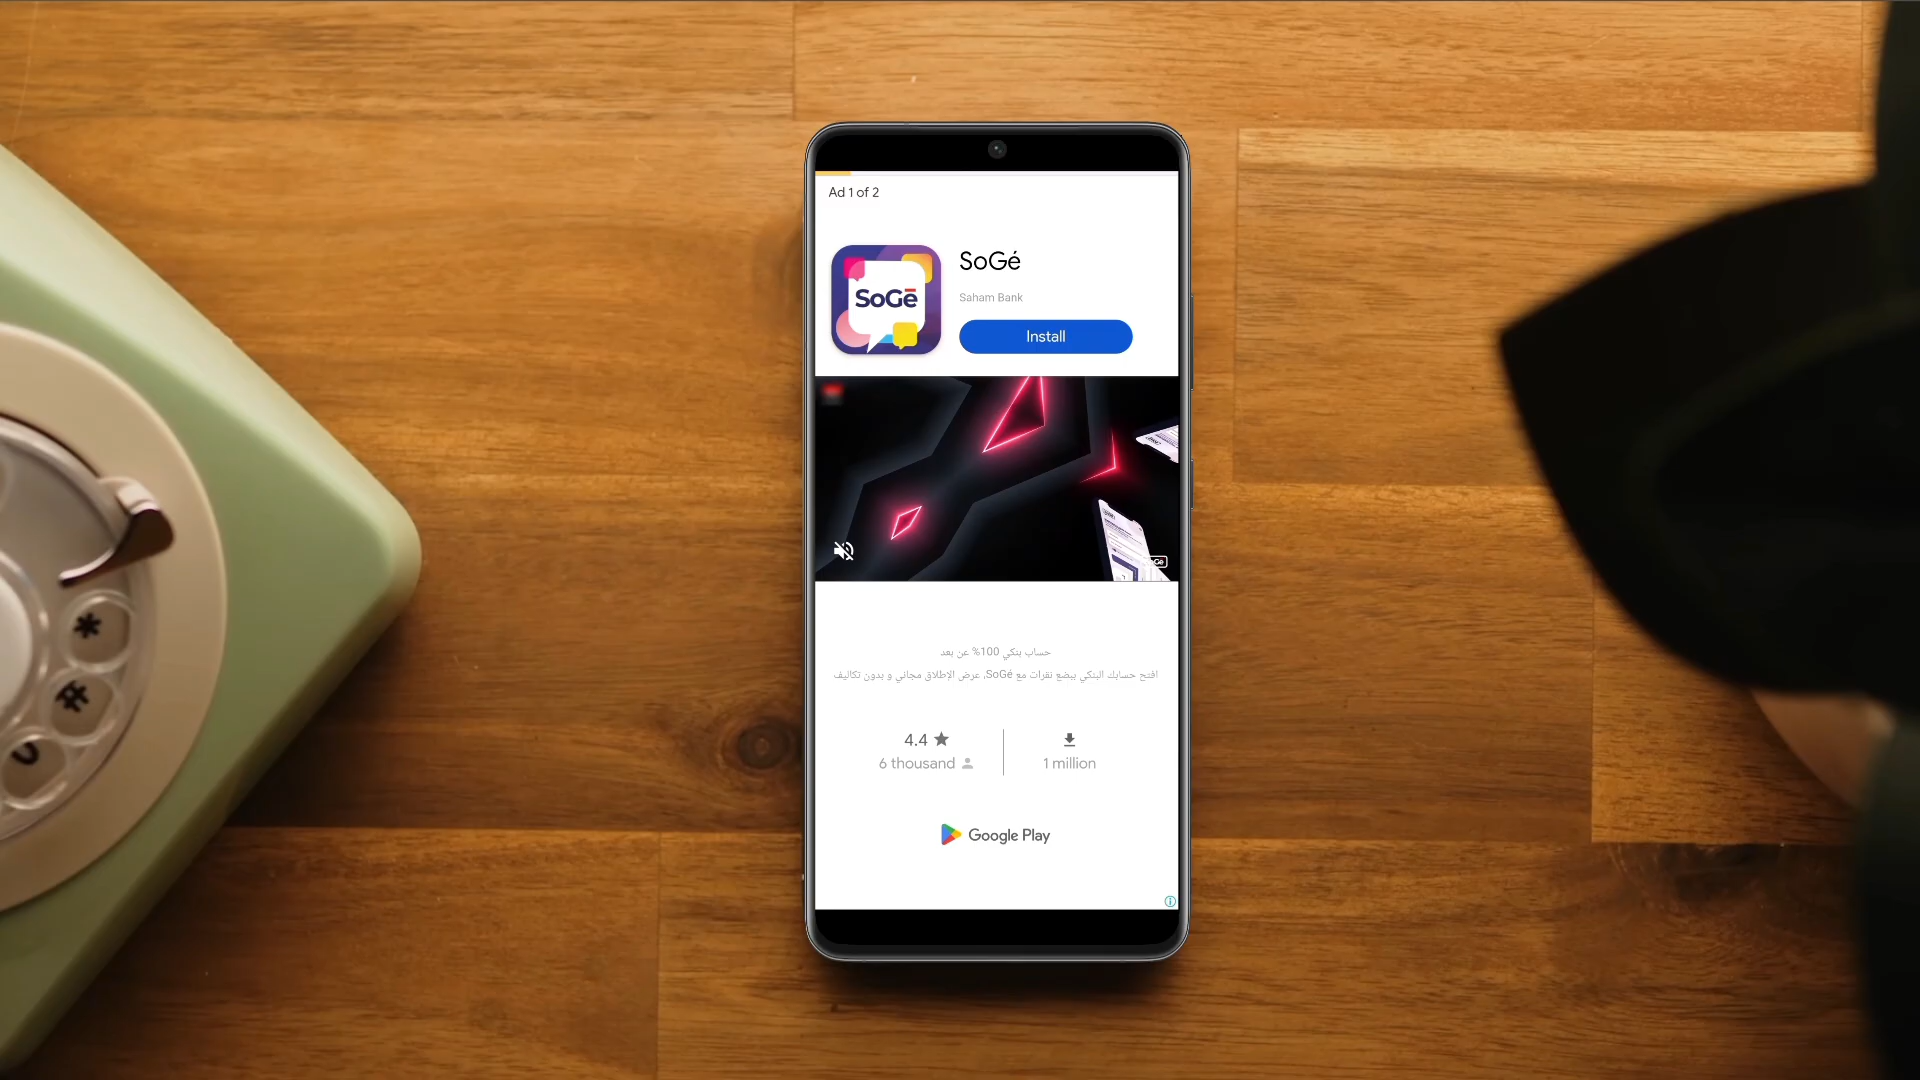 Ad 1 of 2
SoGé
SoGē
Saham Bank
Install
حساب بنكي 100% عن بعد
افتح حسابك البنكي ببضع نقرات مع SoGé, عرض الإطلاق مجاني و بدون تكاليف
4.4
6 thousand
1 million
Google Play